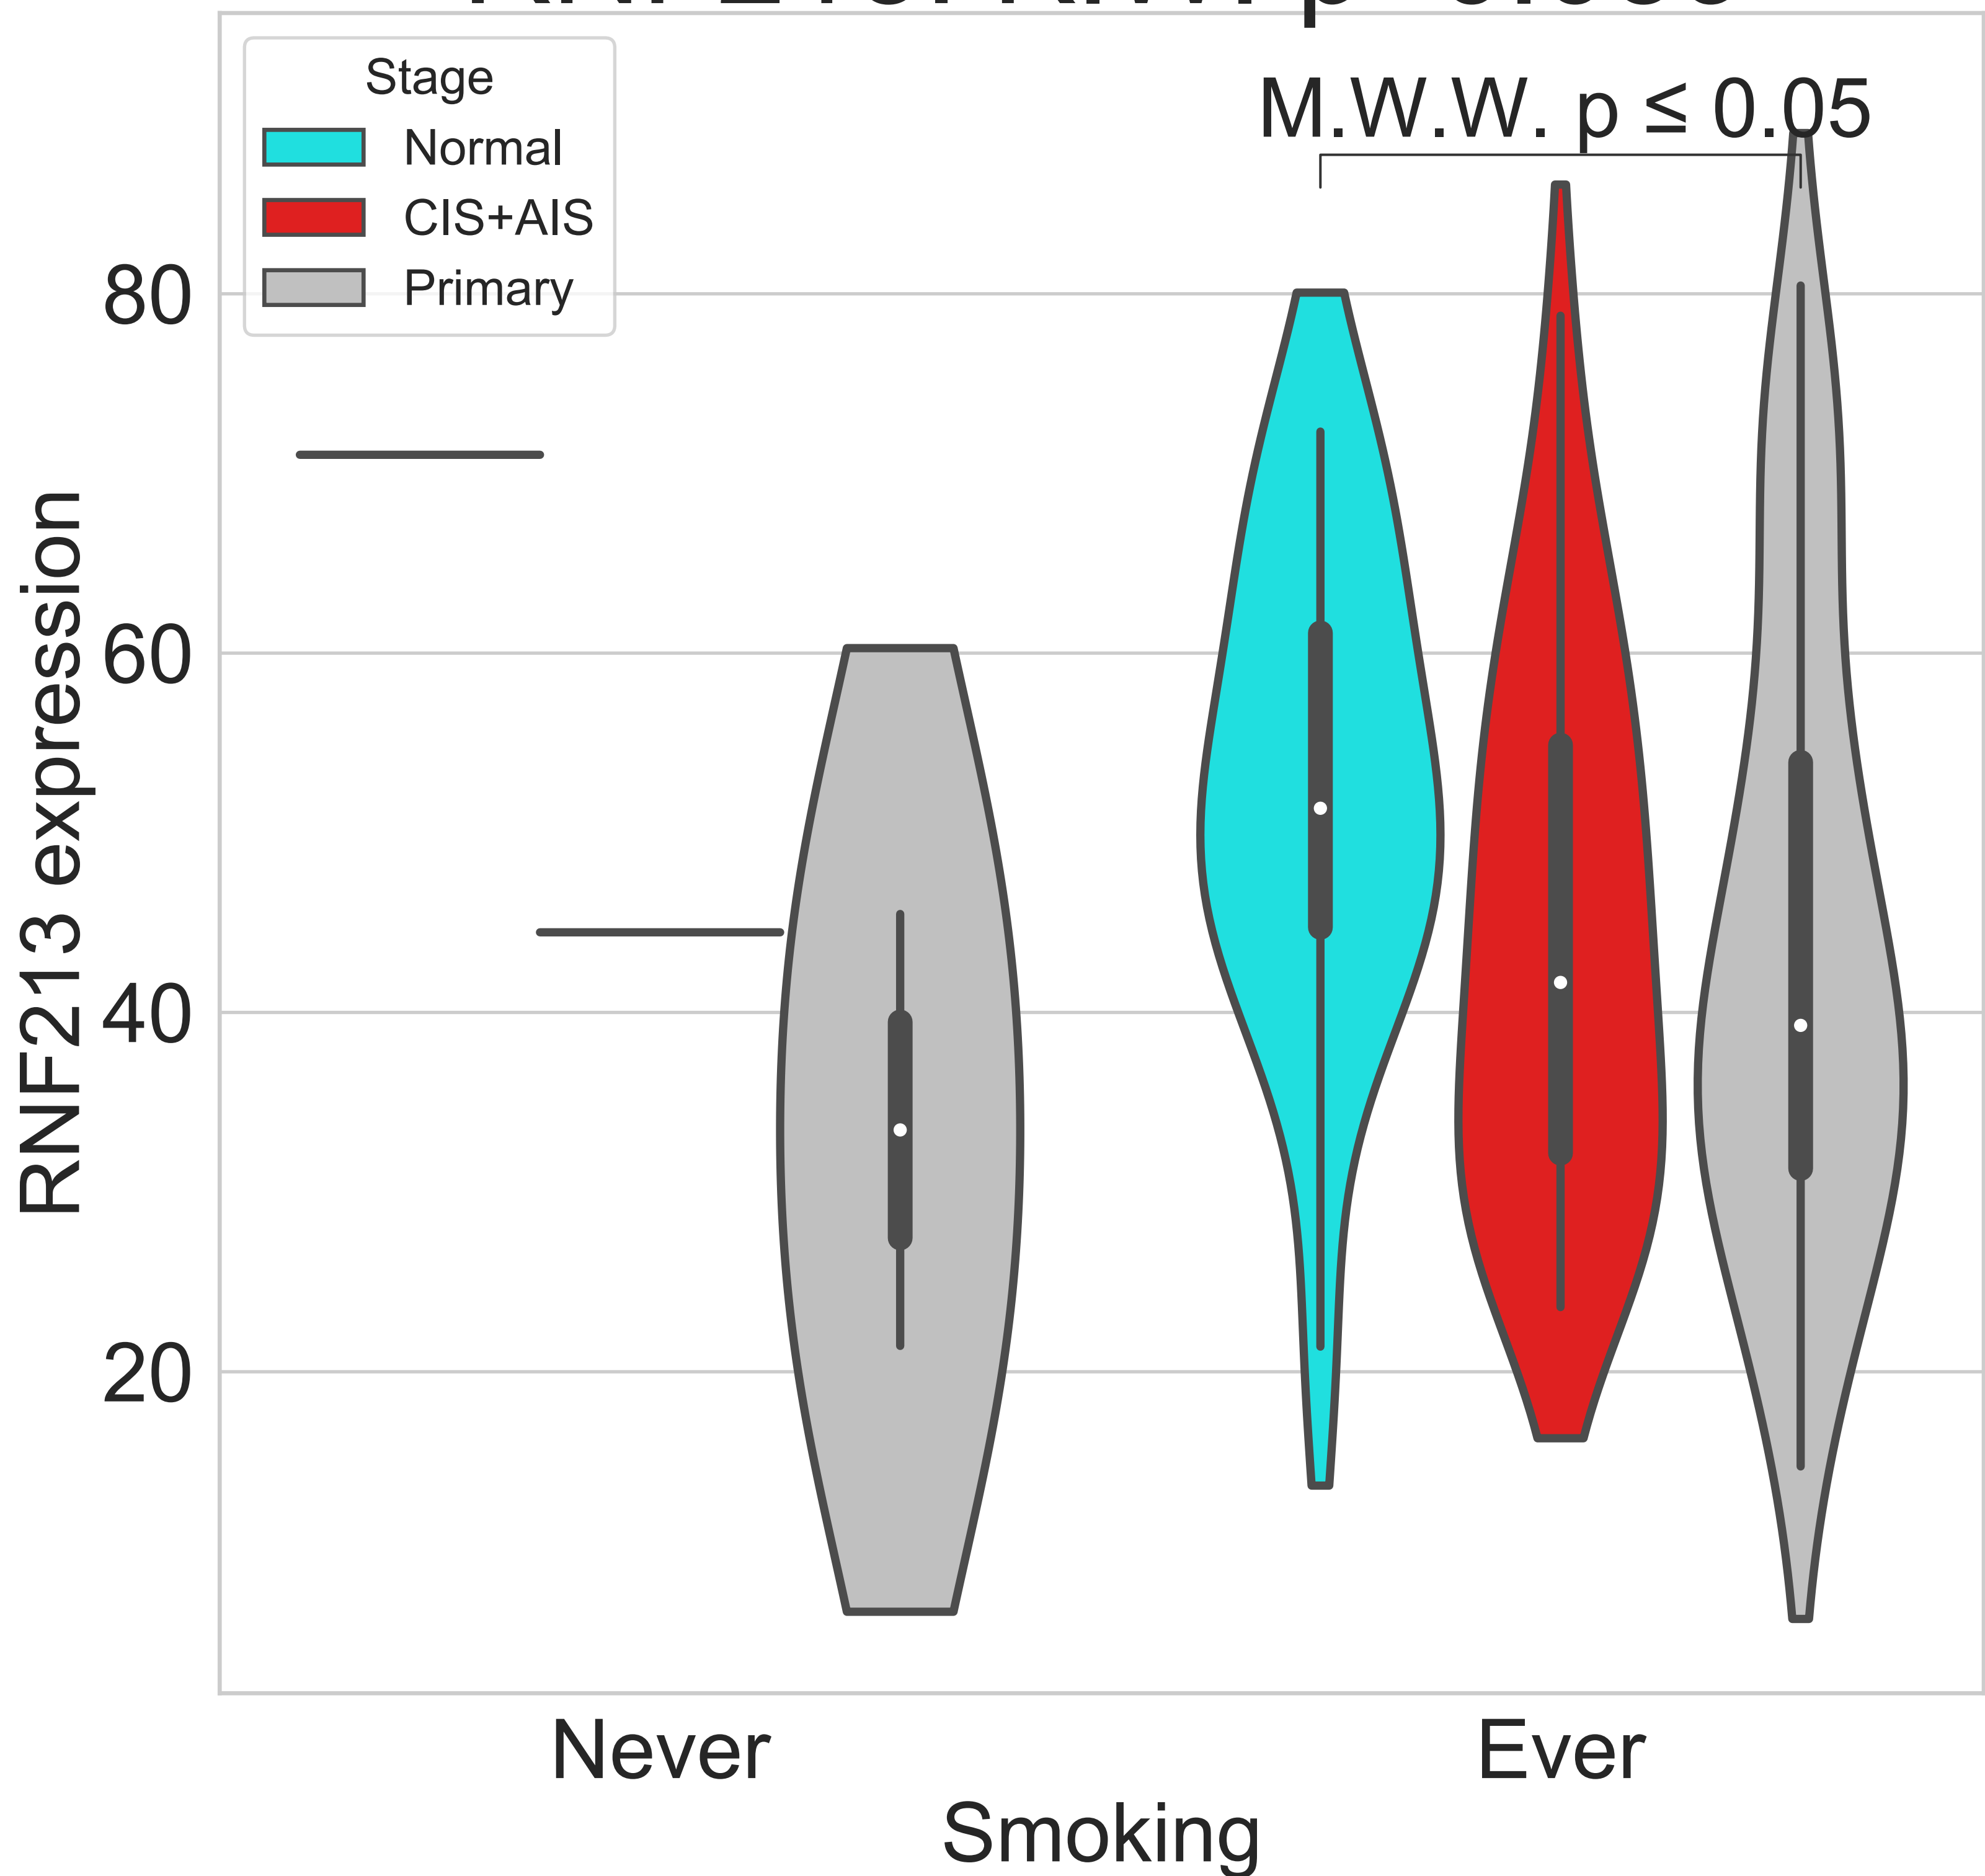 M.W.W. p ≤ 0.05
Stage
Normal
CIS+AIS
Primary
80
60
40
20
RNF213 expression
Never
Ever
Smoking